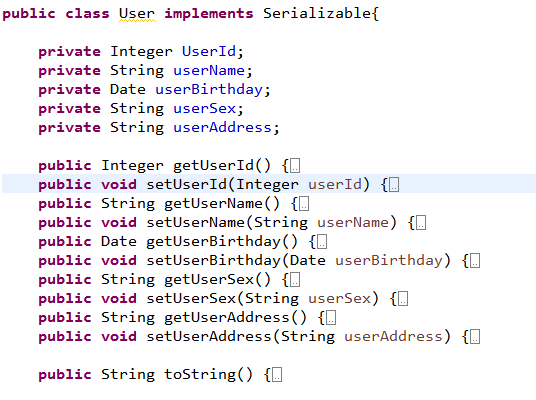 public class User implements Serializable{
private Integer UserId;
private String userName;
private Date userBirthday;
private String userSex;
private String userAddress;
public Integer getUserId() {..
public void setUserId(Integer userId) {..
public String getUserName() {..
public void setUserName(String userName) {..
public Date getUserBirthday() {..
public void setUserBirthday(Date userBirthday) {..
public String getUserSex() {..
public void setUserSex(String userSex) {..
public String getUserAddress() {..
public void setUserAddress(String userAddress) {..
public String toString() {..